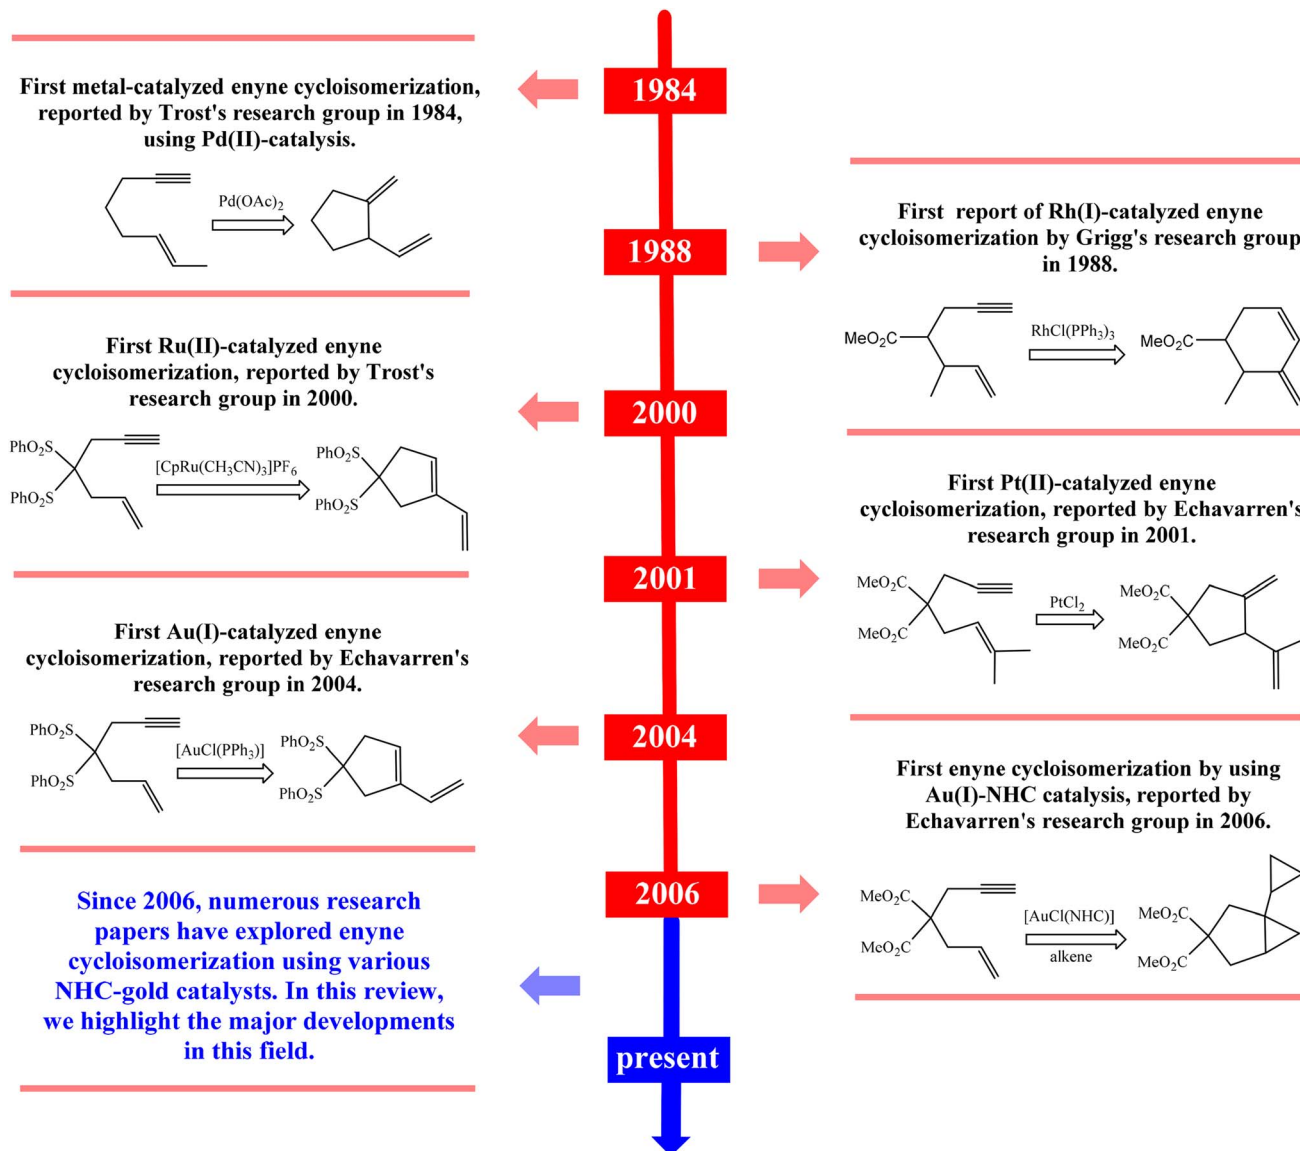 1984
First metal-catalyzed enyne cycloisomerization,
reported by Trost's research group in 1984,
using Pd(II)-catalysis.
Pd(OAc)₂
1988
First report of Rh(I)-catalyzed enyne
cycloisomerization by Grigg's research group
in 1988.
MeO₂C
RhCl(PPh₃)₃
MeO₂C
2000
First Ru(II)-catalyzed enyne
cycloisomerization, reported by Trost's
research group in 2000.
PhO₂S
PhO₂S
[CpRu(CH₃CN)₃]PF₆
PhO₂S
PhO₂S
2001
First Pt(II)-catalyzed enyne
cycloisomerization, reported by Echavarren's
research group in 2001.
MeO₂C
MeO₂C
PtCl₂
MeO₂C
MeO₂C
2004
First Au(I)-catalyzed enyne
cycloisomerization, reported by Echavarren's
research group in 2004.
PhO₂S
PhO₂S
[AuCl(PPh₃)]
PhO₂S
PhO₂S
2006
First enyne cycloisomerization by using
Au(I)-NHC catalysis, reported by
Echavarren's research group in 2006.
MeO₂C
MeO₂C
[AuCl(NHC)]
alkene
MeO₂C
MeO₂C
Since 2006, numerous research
papers have explored enyne
cycloisomerization using various
NHC-gold catalysts. In this review,
we highlight the major developments
in this field.
present